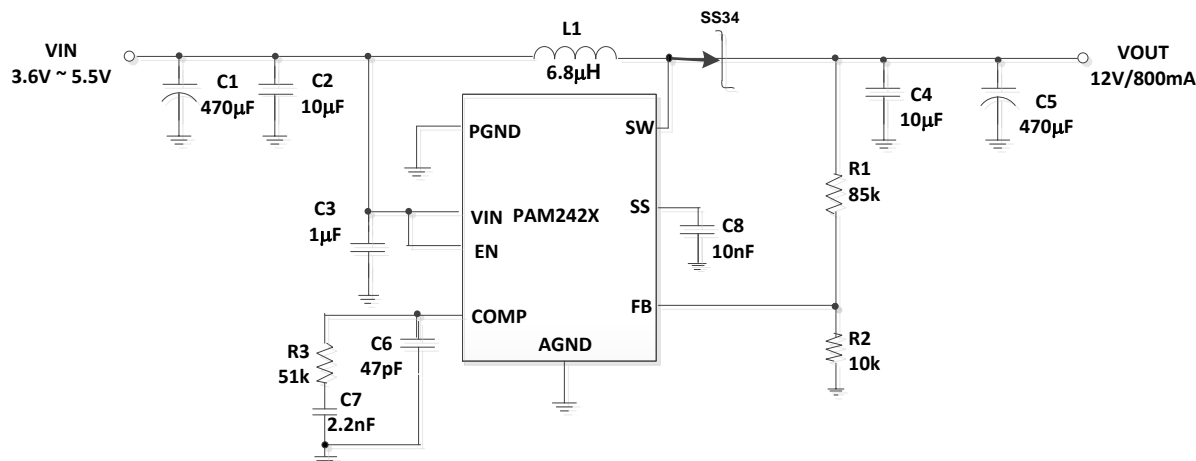 SS34
VIN
3.6V ~ 5.5V
L1
6.8µH
VOUT
12V/800mA
C1
470µF
C2
10µF
C4
10µF
C5
470µF
PGND
SW
R1
85k
C3
1µF
VIN
PAM242X
SS
C8
10nF
EN
COMP
FB
R3
51k
C6
47pF
AGND
R2
10k
C7
2.2nF